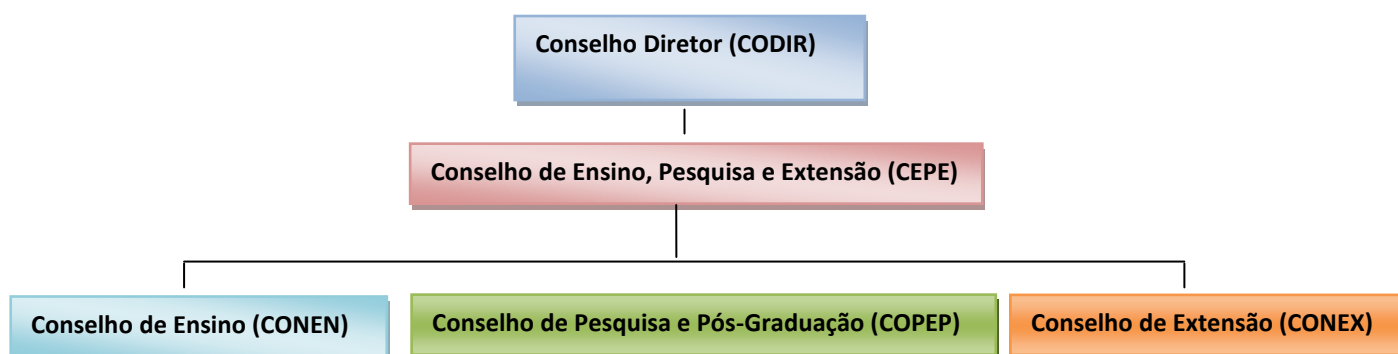 Conselho Diretor (CODIR)
Conselho de Ensino, Pesquisa e Extensão (CEPE)
Conselho de Ensino (CONEN)
Conselho de Pesquisa e Pós-Graduação (COPEP)
Conselho de Extensão (CONEX)